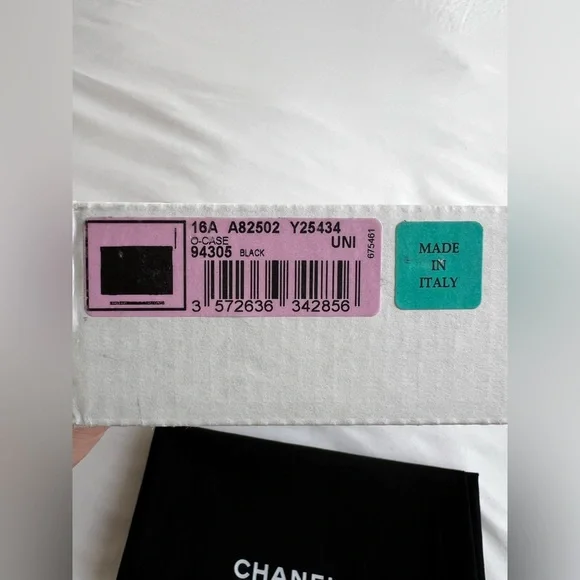 16A A82502 Y25434
O-CASE UNI
94305 BLACK
675461
3 572636 342856
MADE
IN
ITALY
CHANEL